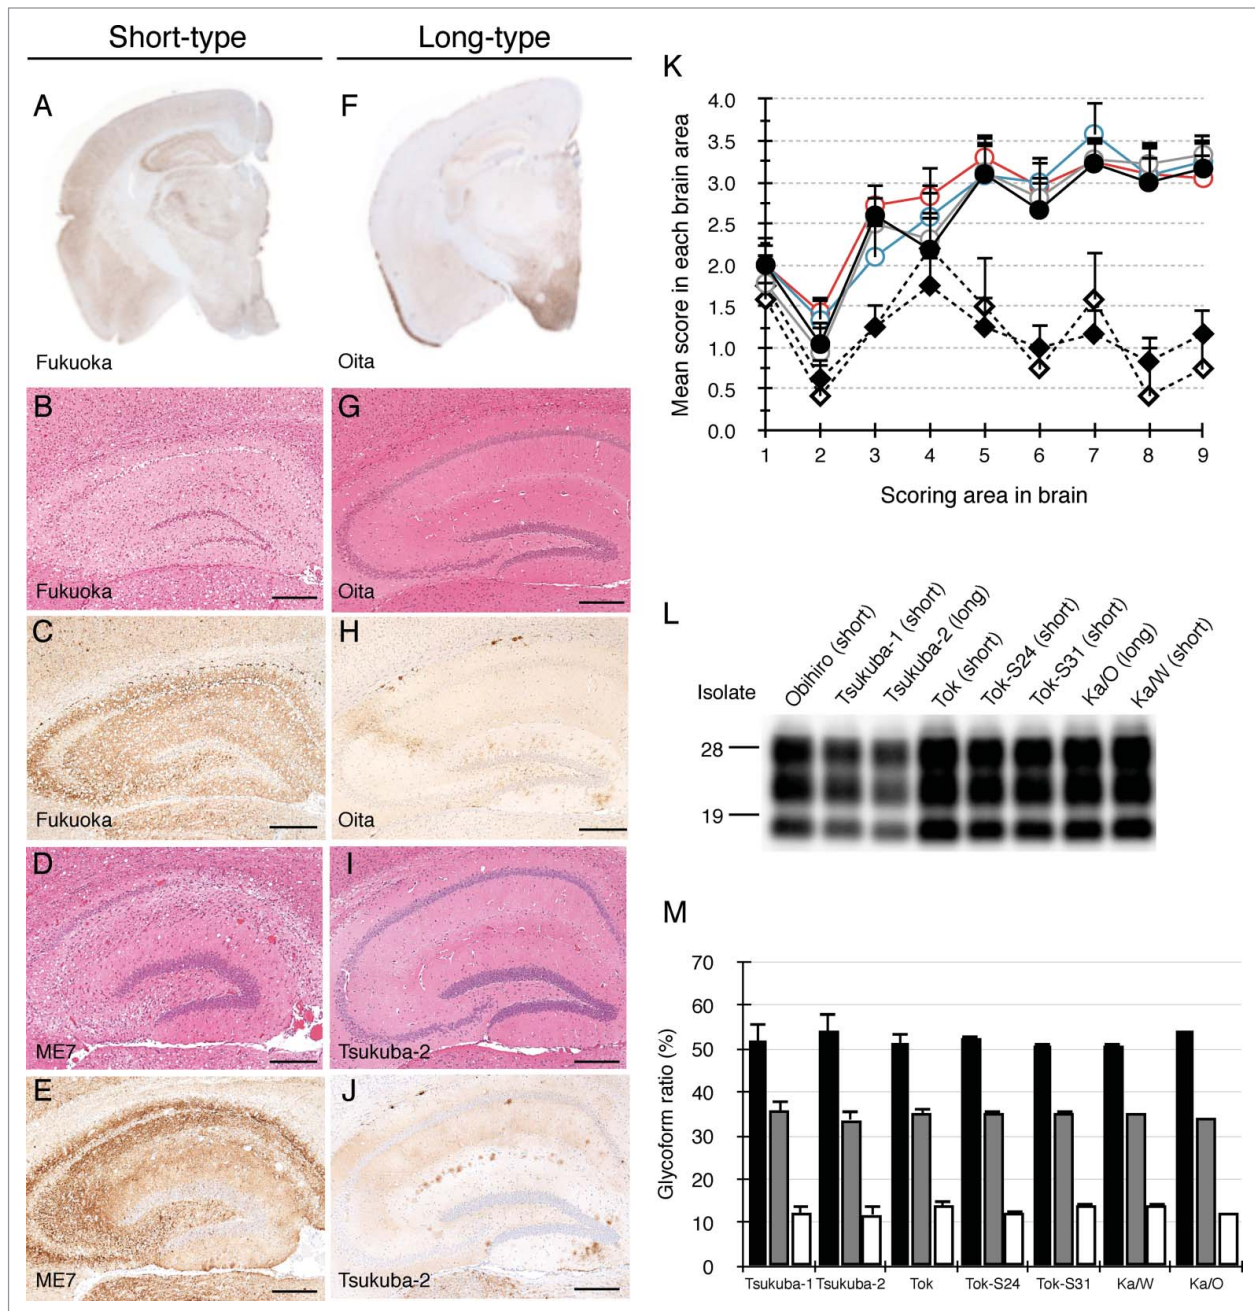 Short-type
Long-type
A
Fukuoka
F
Oita
B
Fukuoka
G
Oita
C
Fukuoka
H
Oita
D
ME7
I
Tsukuba-2
E
ME7
J
Tsukuba-2
K
Mean score in each brain area
4.0
3.5
3.0
2.5
2.0
1.5
1.0
0.5
0.0
1 2 3 4 5 6 7 8 9
Scoring area in brain
L
Isolate
Obihiro (short)
Tsukuba-1 (short)
Tsukuba-2 (long)
Tok (short)
Tok-S24 (short)
Tok-S31 (short)
Ka/O (long)
Ka/W (short)
28
19
M
Glycoform ratio (%)
70
60
50
40
30
20
10
0
Tsukuba-1 Tsukuba-2 Tok Tok-S24 Tok-S31 Ka/W Ka/O